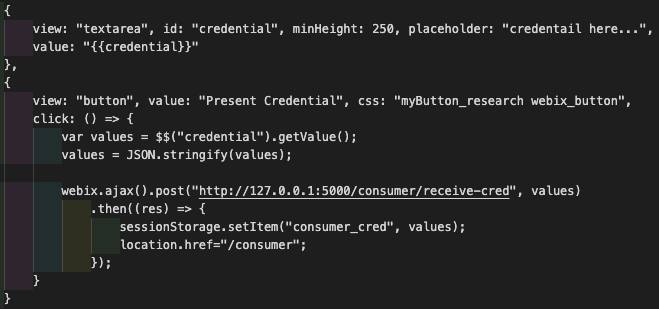 {
view: "textarea", id: "credential", minHeight: 250, placeholder: "credentail here...",
value: "{{credential}}"
},
{
view: "button", value: "Present Credential", css: "myButton_research webix_button",
click: () => {
var values = $$("credential").getValue();
values = JSON.stringify(values);
webix.ajax().post("http://127.0.0.1:5000/consumer/receive-cred", values)
.then((res) => {
sessionStorage.setItem("consumer_cred", values);
location.href="/consumer";
});
}
}